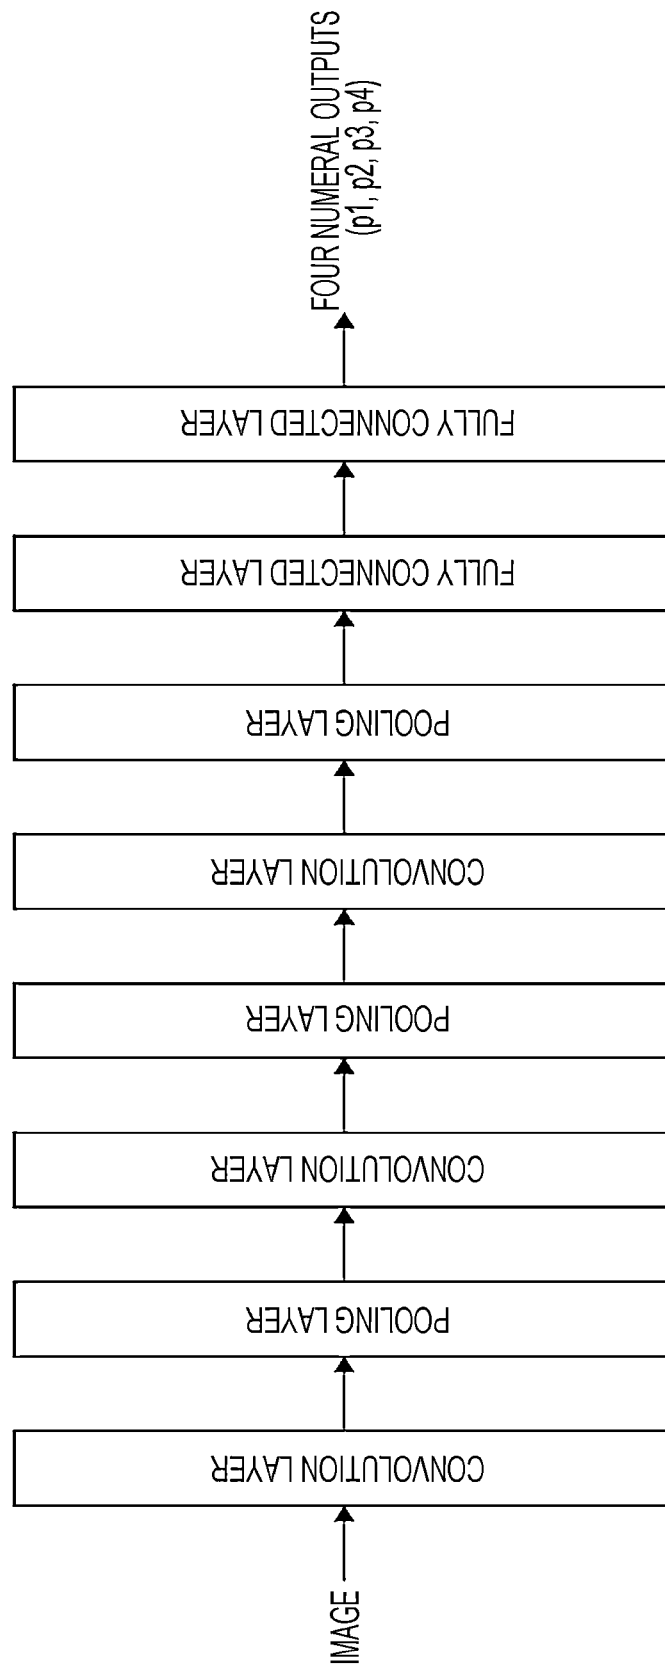 IMAGE
CONVOLUTION LAYER
POOLING LAYER
CONVOLUTION LAYER
POOLING LAYER
CONVOLUTION LAYER
POOLING LAYER
FULLY CONNECTED LAYER
FULLY CONNECTED LAYER
FOUR NUMERAL OUTPUTS
(p1, p2, p3, p4)